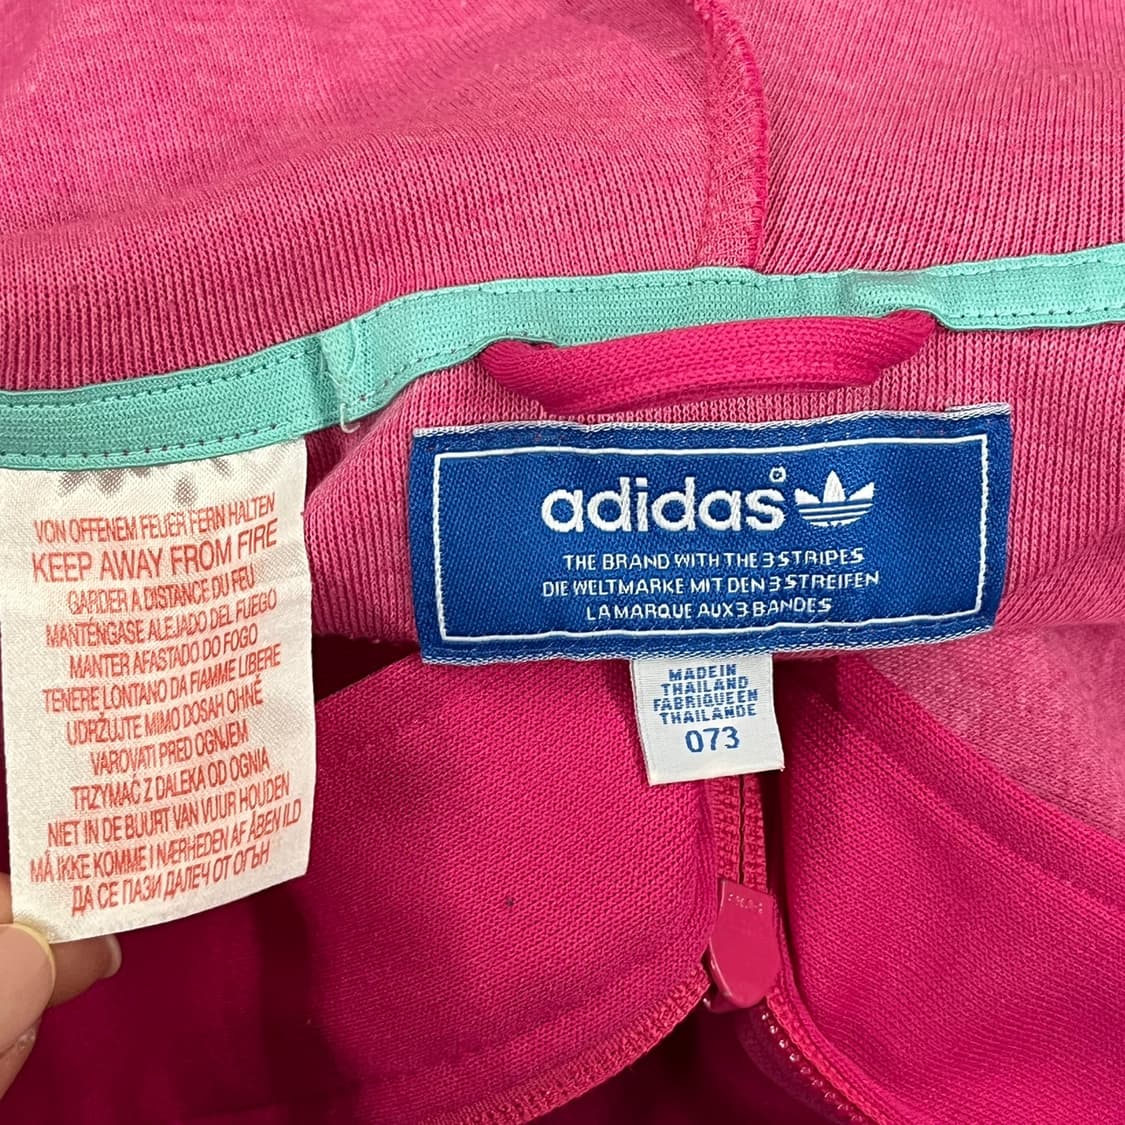 VON OFFENEM FEUER FERN HALTEN
KEEP AWAY FROM FIRE
GARDER A DISTANCE DU FEU
MANTÉNGASE ALEJADO DEL FUEGO
MANTER AFASTADO DO FOGO
TENERE LONTANO DA FIAMME LIBERE
UDRŽUJTE MIMO DOSAH OHNĚ
VAROVATI PRED OGNJEM
TRZYMAĆ Z DALEKA OD OGNIA
NIET IN DE BUURT VAN VUUR HOUDEN
MÅ IKKE KOMME I NÆRHEDEN AF ÅBEN ILD
ДА СЕ ПАЗИ ДАЛЕЧ ОТ ОГЪН
adidas®
THE BRAND WITH THE 3 STRIPES
DIE WELTMARKE MIT DEN 3 STREIFEN
LA MARQUE AUX 3 BANDES
MADE IN
THAILAND
FABRIQUE EN
THAILANDE
073